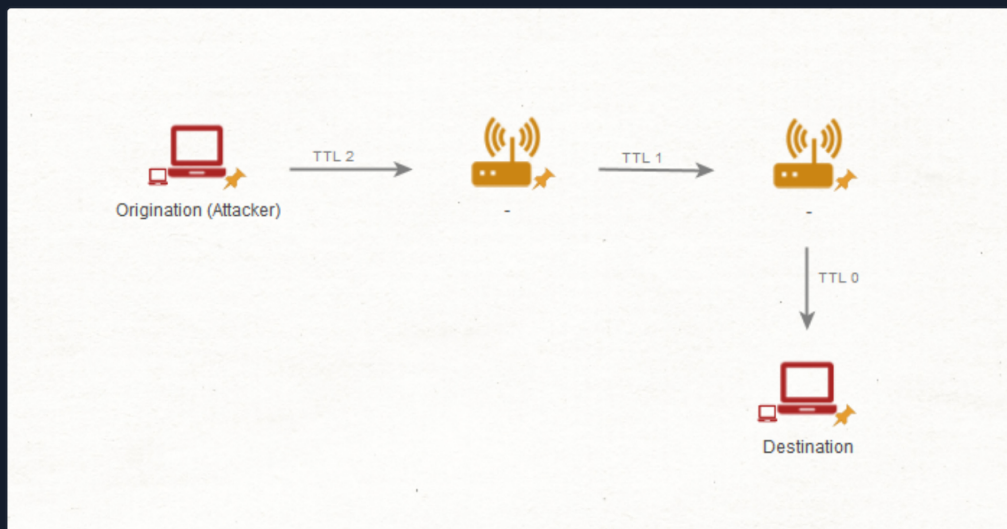 TTL 2
TTL 1
Origination (Attacker)
-
-
TTL 0
Destination